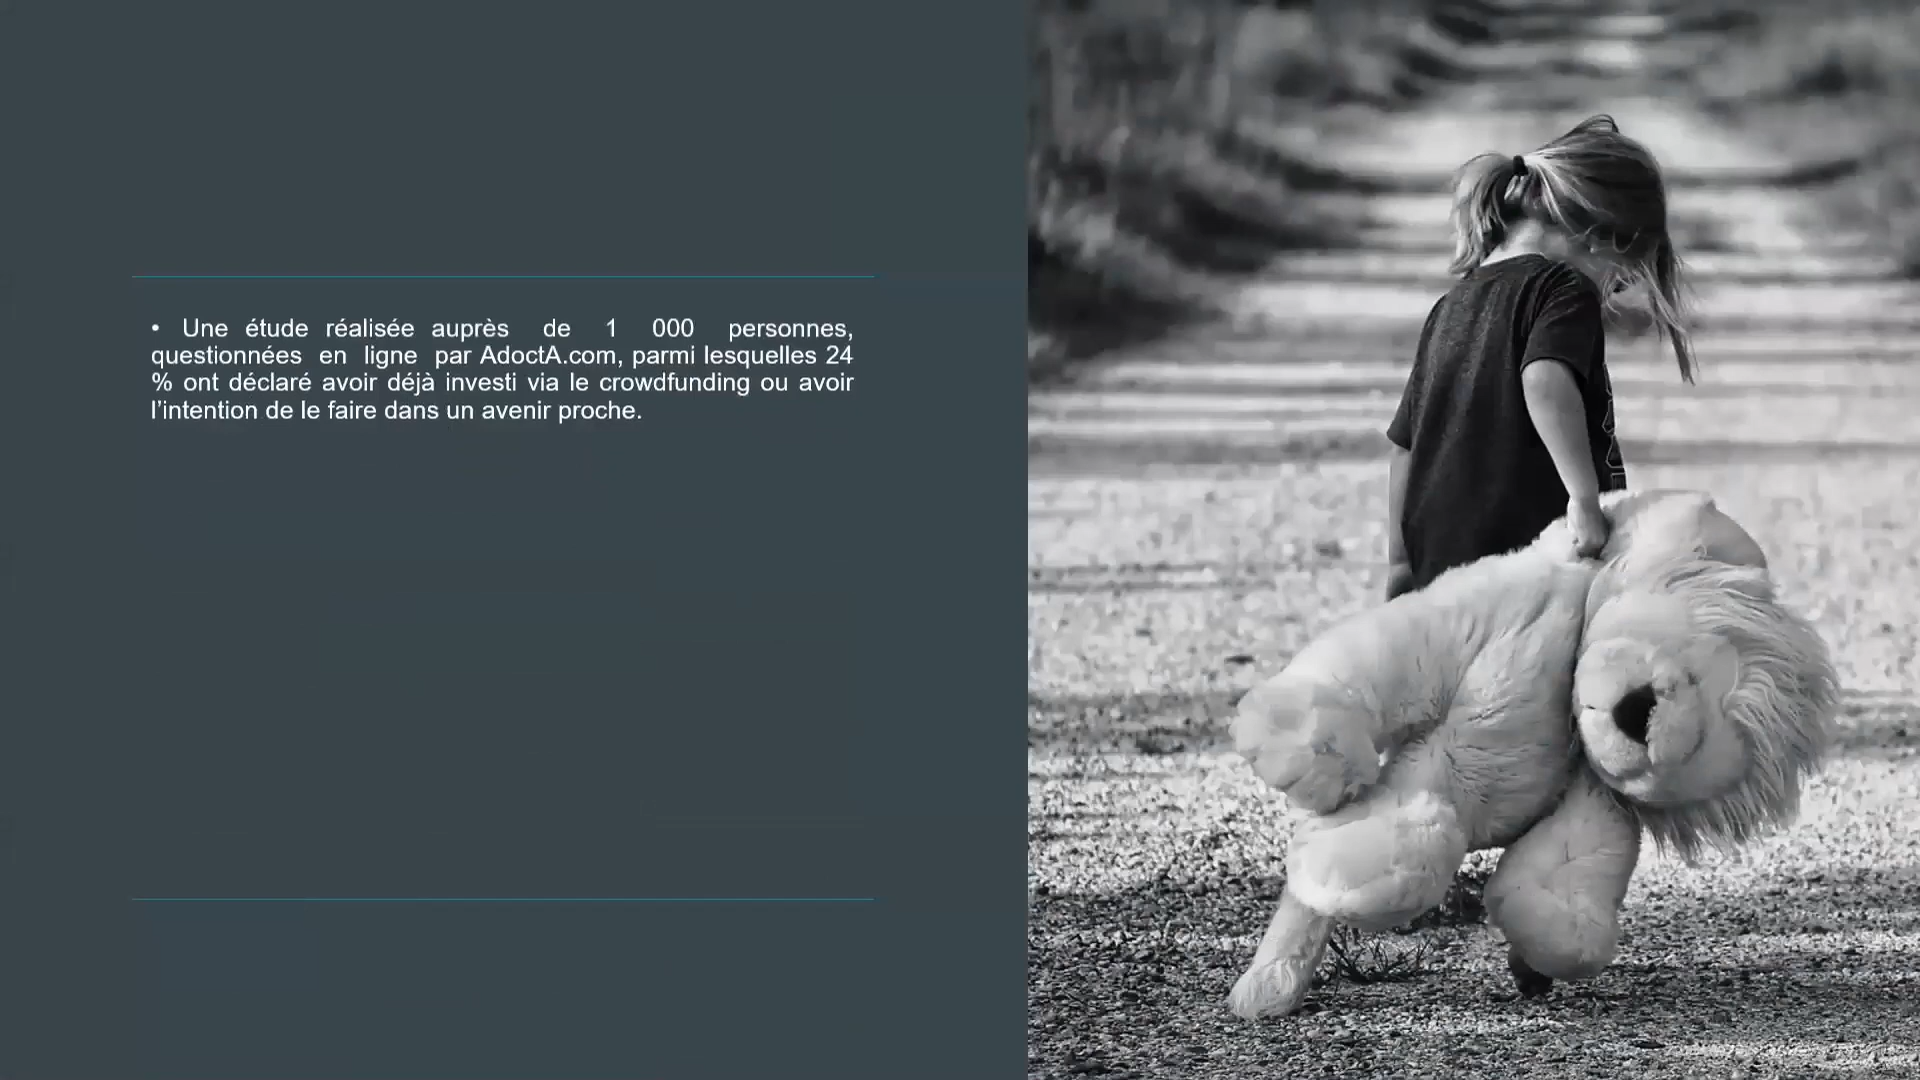 • Une étude réalisée auprès de 1 000 personnes,
questionnées en ligne par AdoctA.com, parmi lesquelles 24
% ont déclaré avoir déjà investi via le crowdfunding ou avoir
l’intention de le faire dans un avenir proche.